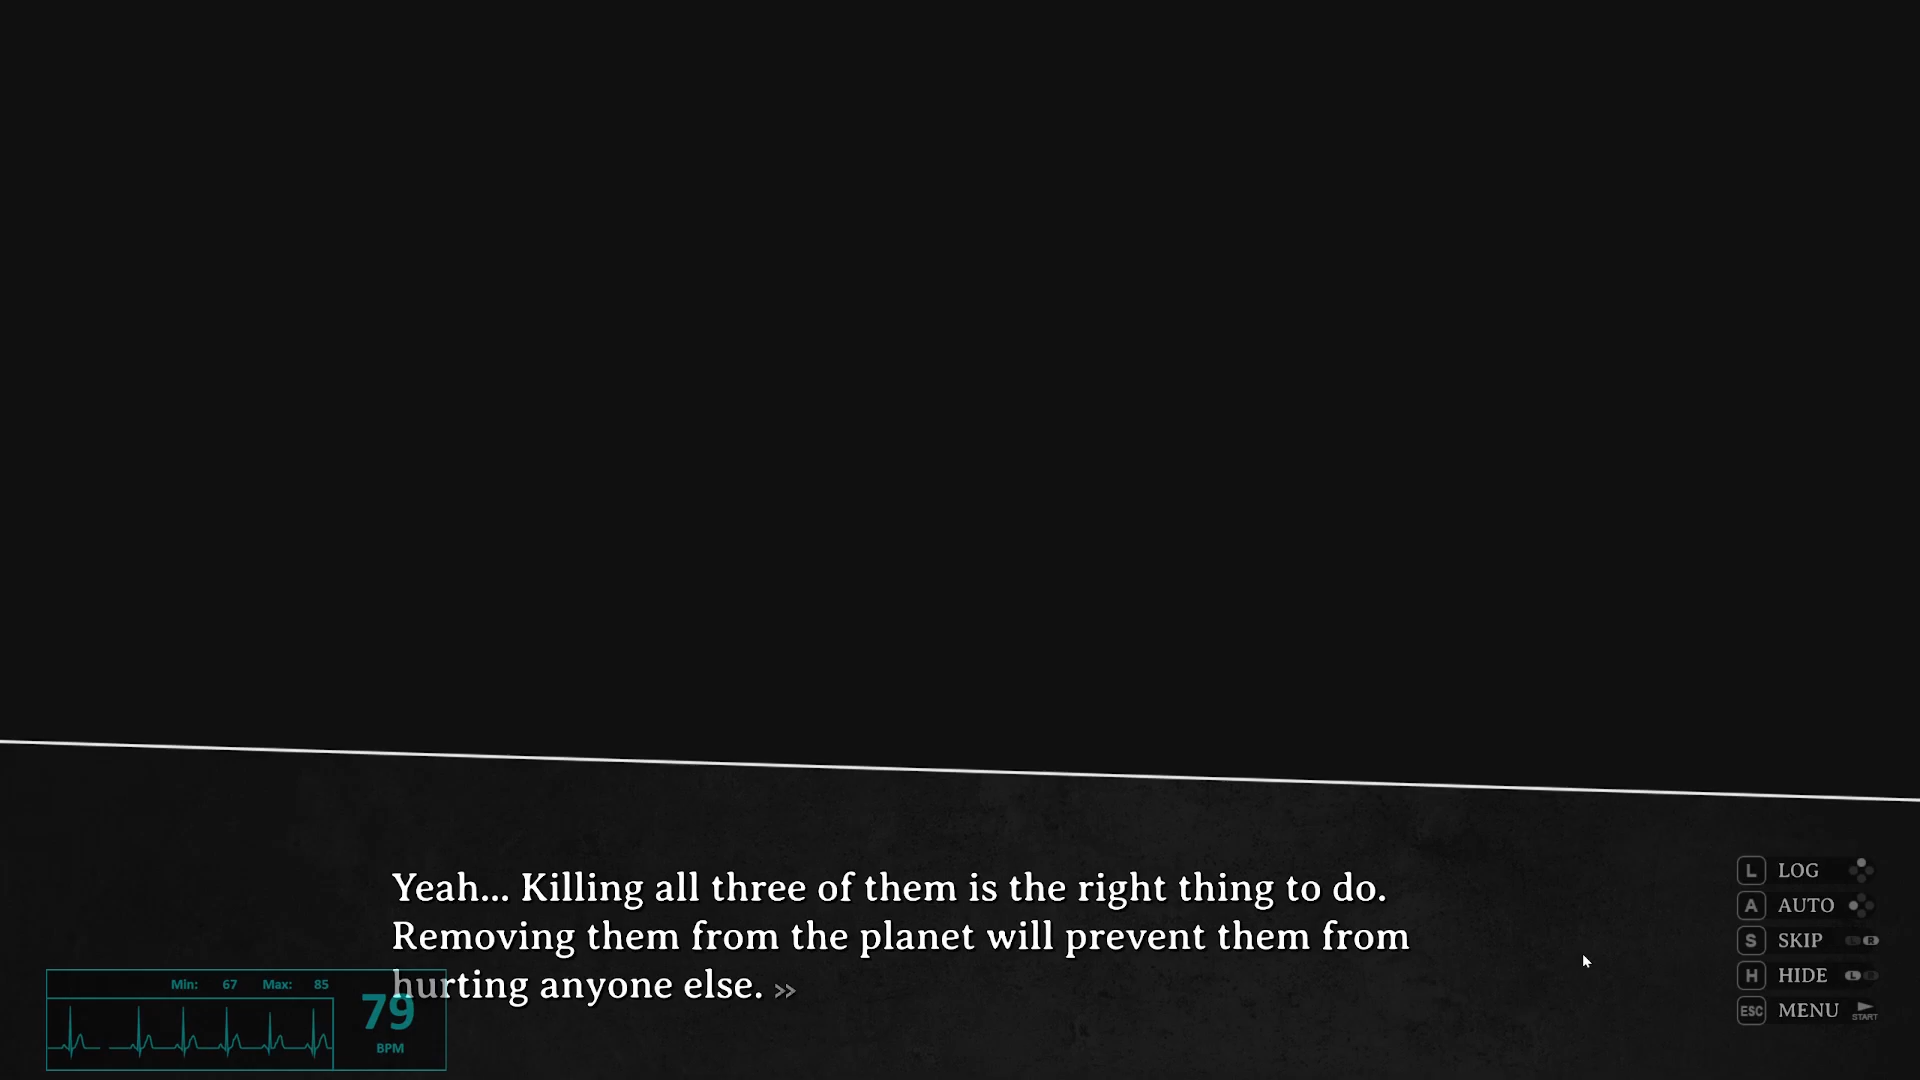 Yeah... Killing all three of them is the right thing to do.
Removing them from the planet will prevent them from
hurting anyone else. »
Min: 67 Max: 85
79
BPM
L LOG
A AUTO
S SKIP L R
H HIDE L R
ESC MENU START